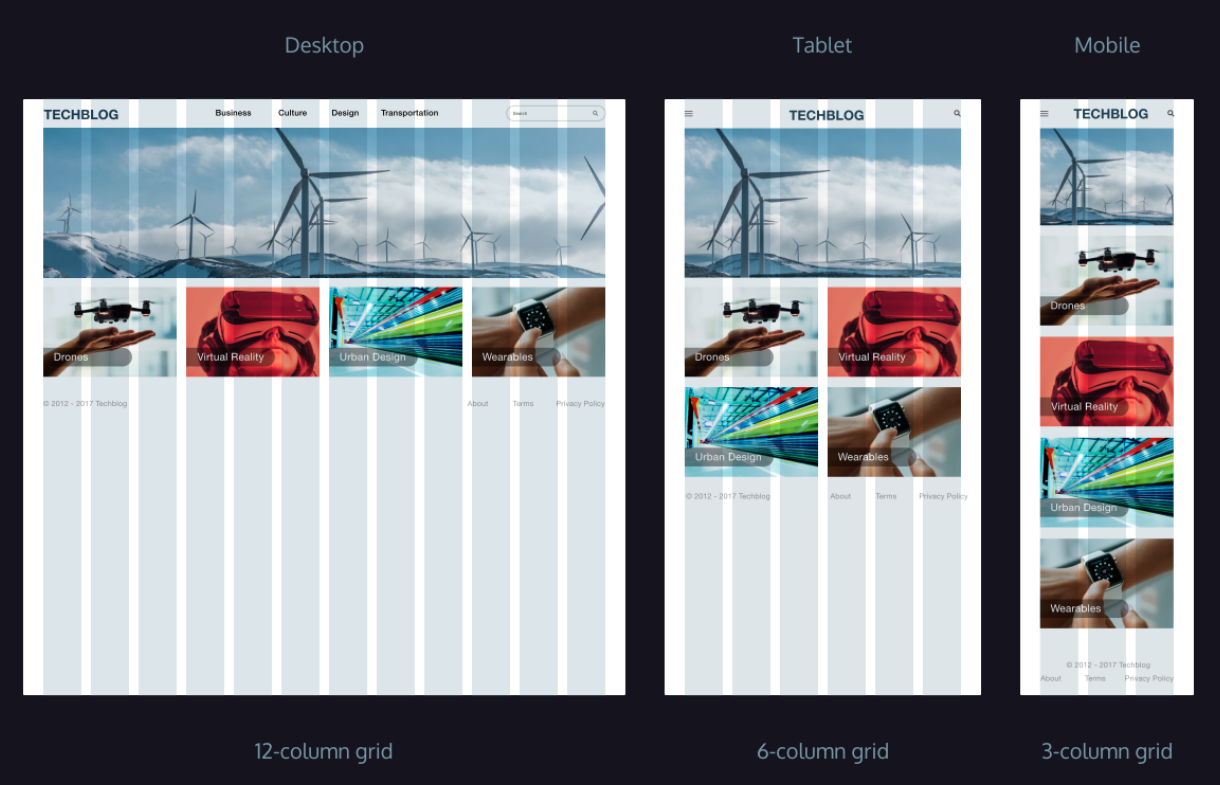 Desktop
Tablet
Mobile
TECHBLOG
Business
Culture
Design
Transportation
Search
Drones
Virtual Reality
Urban Design
Wearables
© 2012 - 2017 Techblog
About
Terms
Privacy Policy
TECHBLOG
Drones
Virtual Reality
Urban Design
Wearables
© 2012 - 2017 Techblog
About
Terms
Privacy Policy
TECHBLOG
Drones
Virtual Reality
Urban Design
Wearables
© 2012 - 2017 Techblog
About
Terms
Privacy Policy
12-column grid
6-column grid
3-column grid